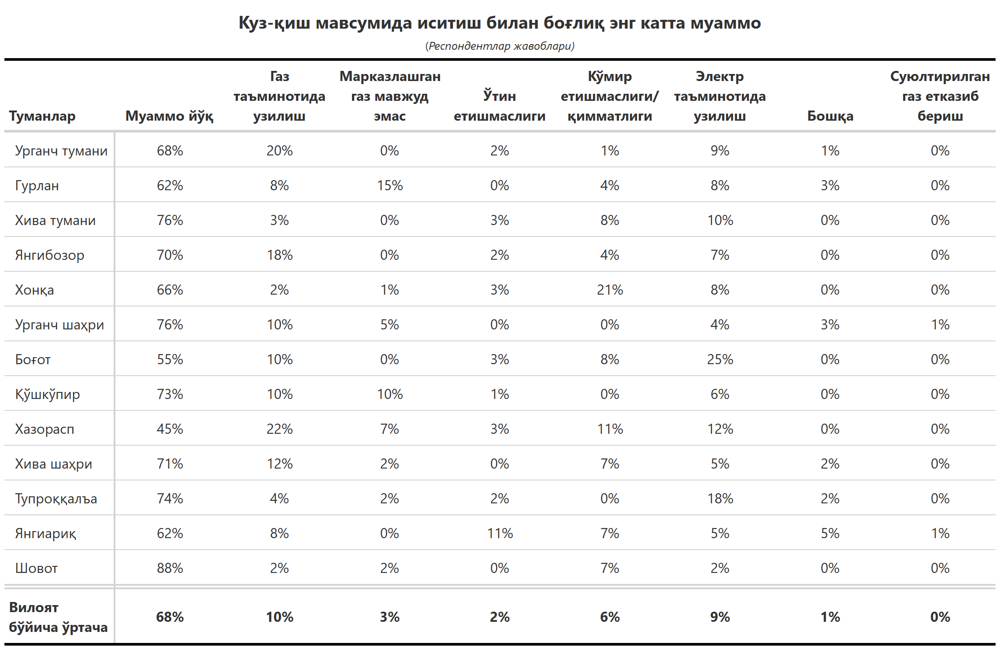 Куз-қиш мавсумида иситиш билан боғлиқ энг катта муаммо
(Респондентлар жавоблари)
Туманлар Муаммо йўқ Газ таъминотида узилиш Марказлашган газ мавжуд эмас Ўтин етишмаслиги Кўмир етишмаслиги/ қимматлиги Электр таъминотида узилиш Бошқа Суюлтирилган газ етказиб бериш
Урганч тумани 68% 20% 0% 2% 1% 9% 1% 0%
Гурлан 62% 8% 15% 0% 4% 8% 3% 0%
Хива тумани 76% 3% 0% 3% 8% 10% 0% 0%
Янгибозор 70% 18% 0% 2% 4% 7% 0% 0%
Хонқа 66% 2% 1% 3% 21% 8% 0% 0%
Урганч шаҳри 76% 10% 5% 0% 0% 4% 3% 1%
Боғот 55% 10% 0% 3% 8% 25% 0% 0%
Қўшкўпир 73% 10% 10% 1% 0% 6% 0% 0%
Хазорасп 45% 22% 7% 3% 11% 12% 0% 0%
Хива шаҳри 71% 12% 2% 0% 7% 5% 2% 0%
Тупроққалъа 74% 4% 2% 2% 0% 18% 2% 0%
Янгиариқ 62% 8% 0% 11% 7% 5% 5% 1%
Шовот 88% 2% 2% 0% 7% 2% 0% 0%
Вилоят бўйича ўртача 68% 10% 3% 2% 6% 9% 1% 0%